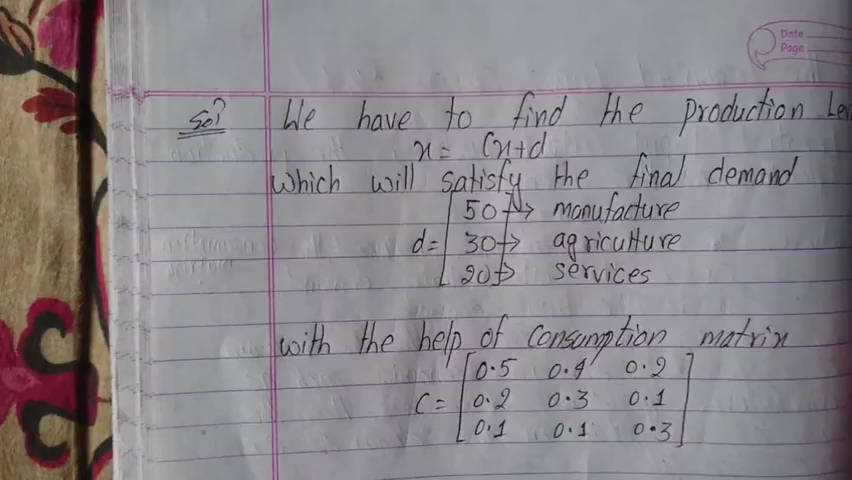 Date
Page
Sol? We have to find the production Lev
x = Cx+d
which will satisfy the final demand
d = [50 → manufacture
30 → agriculture
20] → services
with the help of consumption matrix
C = [0.5 0.4 0.2
0.2 0.3 0.1
0.1 0.1 0.3]